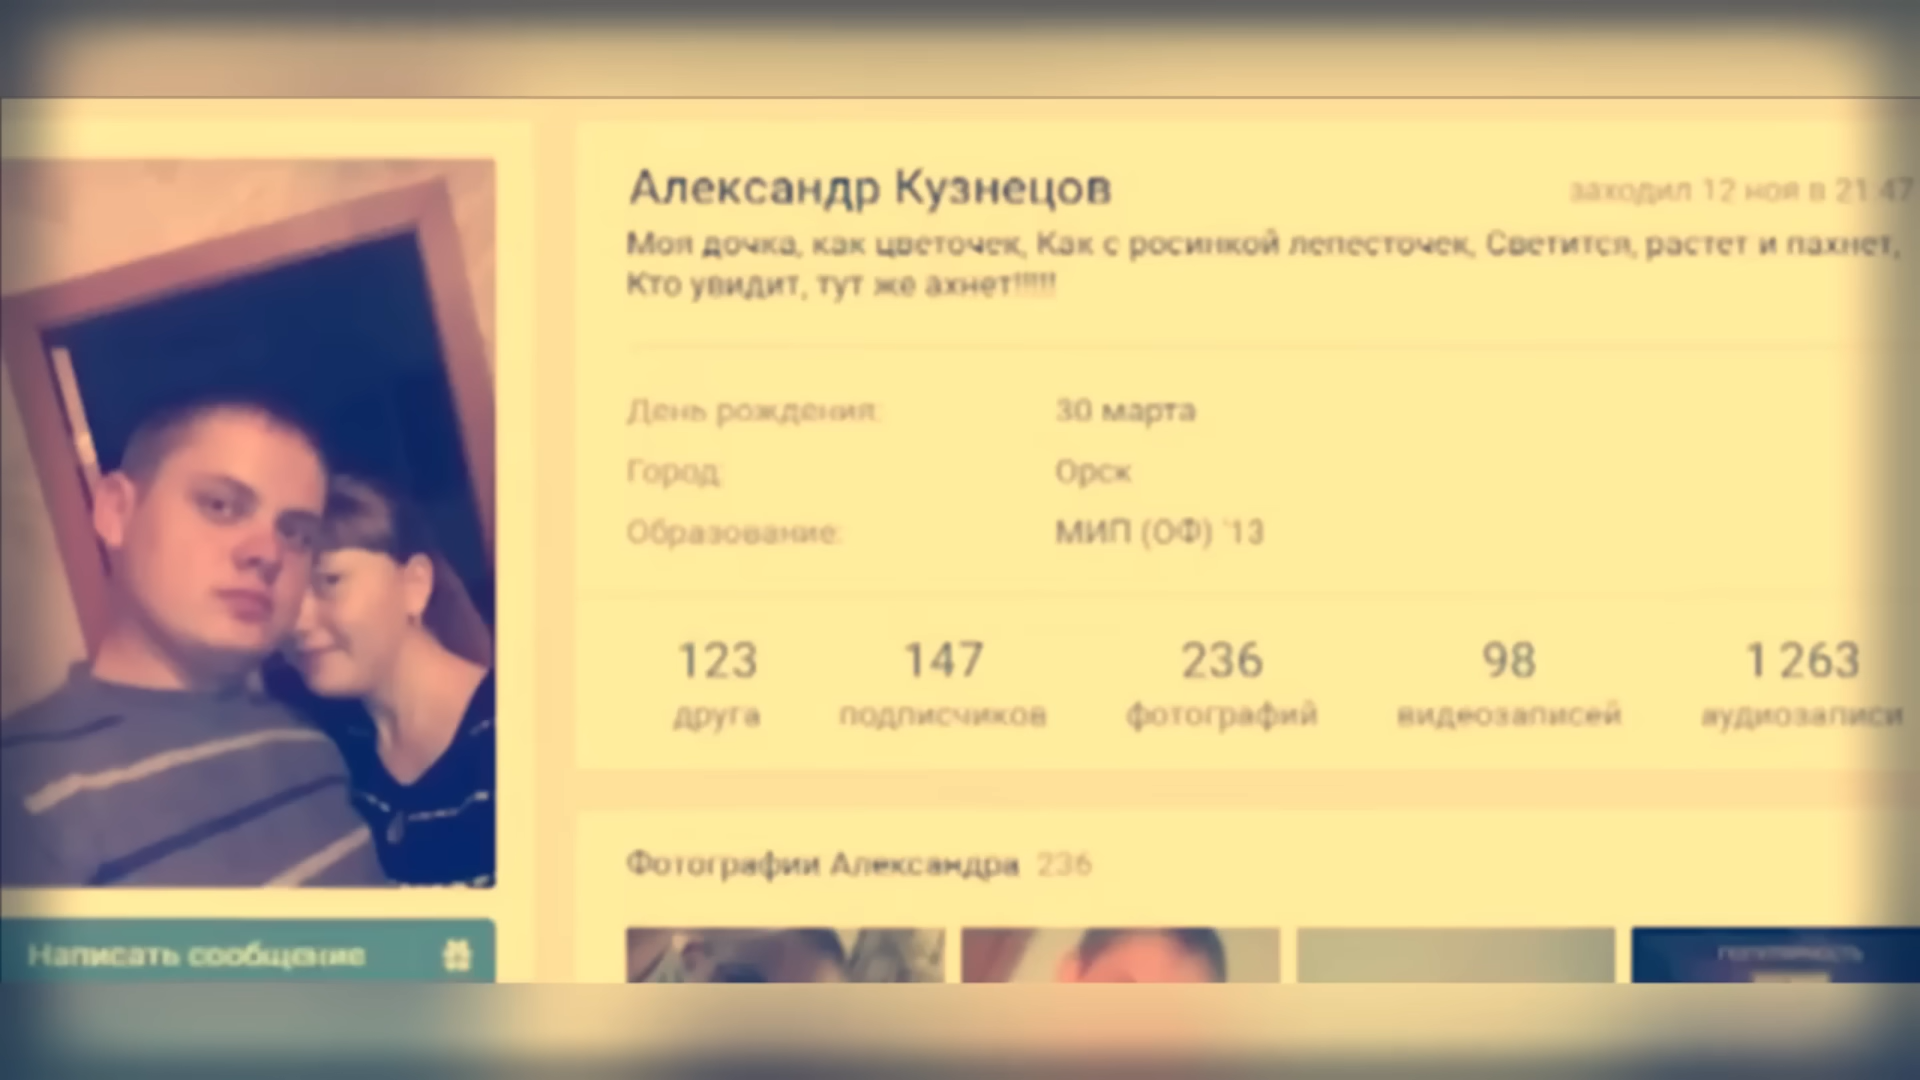 Александр Кузнецов
заходил 12 ноя в 21:47
Моя дочка, как цветочек, Как с росинкой лепесточек, Светится, растет и пахнет,
Кто увидит, тут же ахнет!!!!!
День рождения: 30 марта
Город: Орск
Образование: МИП (ОФ) '13
123 147 236 98 1 263
друга подписчиков фотографий видеозаписей аудиозаписи
Фотографии Александра 236
Написать сообщение
ПОПУЛЯРНОСТЬ